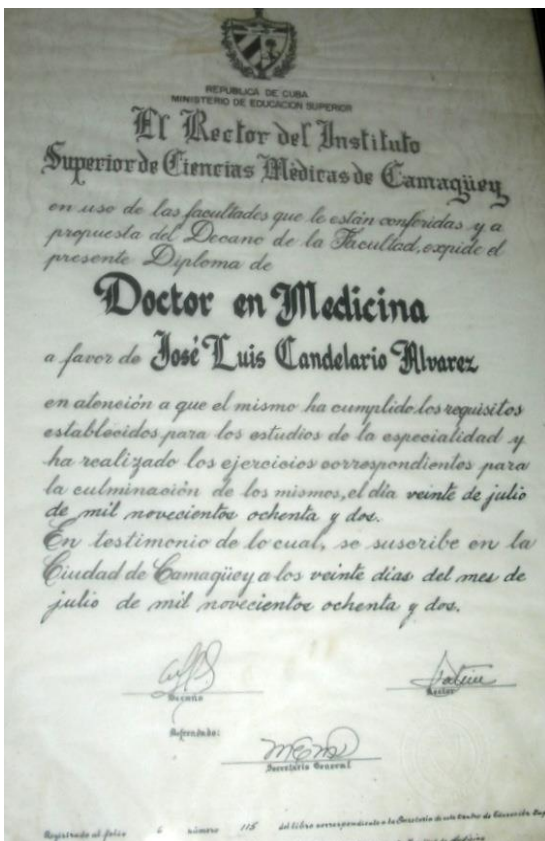 REPUBLICA DE CUBA
MINISTERIO DE EDUCACION SUPERIOR
El Rector del Instituto
Superior de Ciencias Médicas de Camagüey
en uso de las facultades que le están conferidas y a
propuesta del Decano de la Facultad, expide el
presente Diploma de
Doctor en Medicina
a favor de José Luis Candelario Alvarez
en atención a que el mismo ha cumplido los requisitos
establecidos para los estudios de la especialidad y
ha realizado los ejercicios correspondientes para
la culminación de los mismos, el día veinte de julio
de mil novecientos ochenta y dos.
En testimonio de lo cual, se suscribe en la
Ciudad de Camagüey a los veinte días del mes de
julio de mil novecientos ochenta y dos.
Decano
Rector
Refrendado:
Secretario General
Registrado al folio 6 número 115 del libro correspondiente a la Secretaría de este Centro de Educación